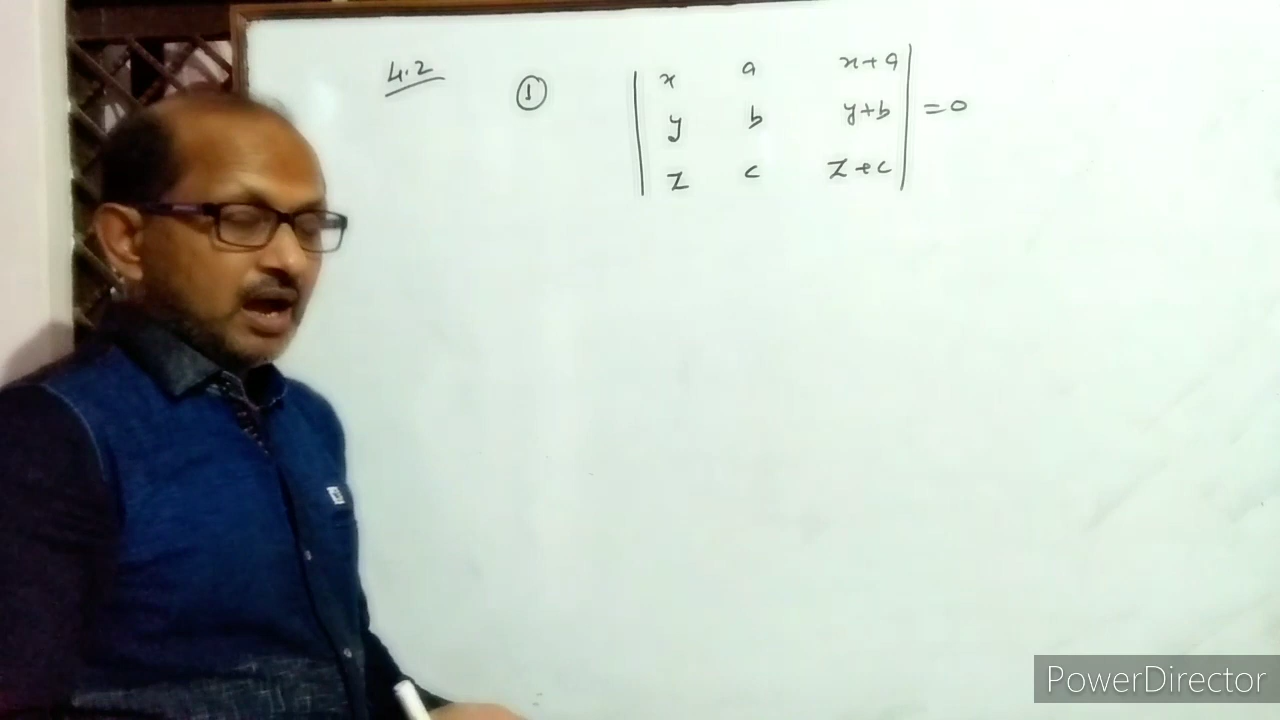 4.2
① | x a x+a |
| y b y+b | =0
| z c z+c |
PowerDirector